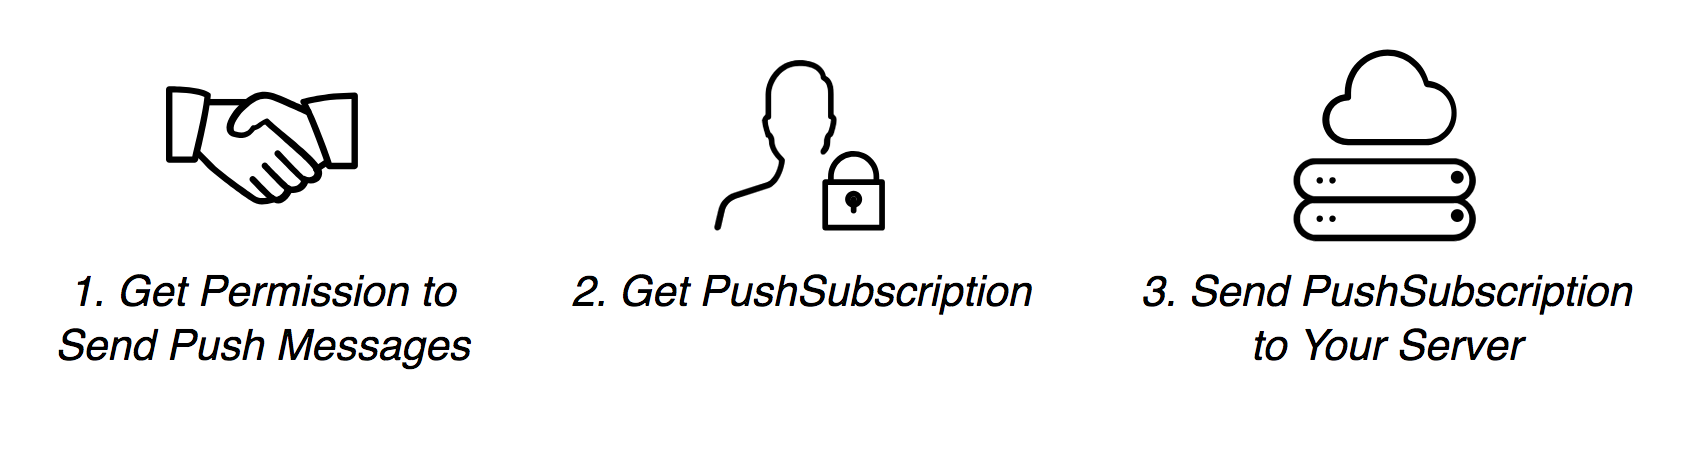 1. Get Permission to
Send Push Messages
2. Get PushSubscription
3. Send PushSubscription
to Your Server